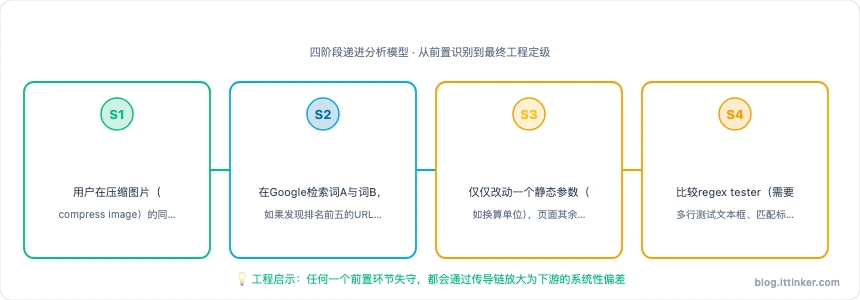 四阶段递进分析模型 · 从前置识别到最终工程定级
S1
用户在压缩图片（
compress image）的同...
S2
在Google检索词A与词B，
如果发现排名前五的URL...
S3
仅仅改动一个静态参数（
如换算单位），页面其余...
S4
比较regex tester（需要
多行测试文本框、匹配标...
💡 工程启示：任何一个前置环节失守，都会通过传导链放大为下游的系统性偏差
blog.ittinker.com